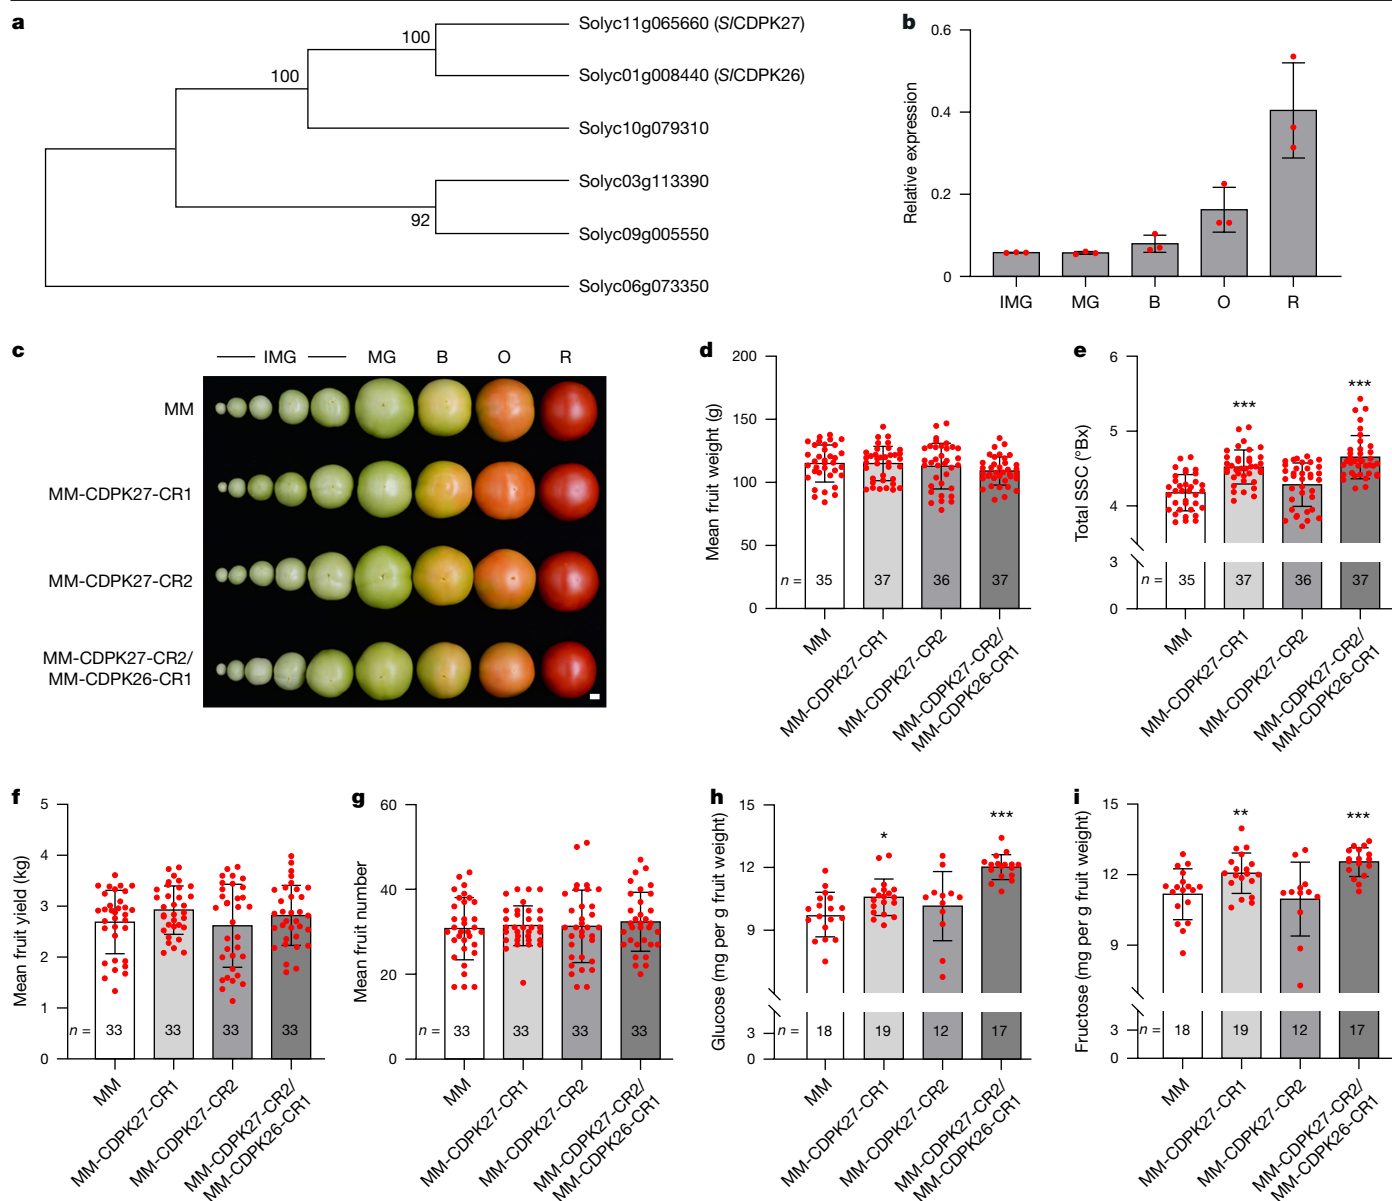 a
Solyc11g065660 (SlCDPK27)
100
Solyc01g008440 (SlCDPK26)
100
Solyc10g079310
Solyc03g113390
92
Solyc09g005550
Solyc06g073350
b
Relative expression
0.6
0.4
0.2
0
IMG MG B O R
c
IMG MG B O R
MM
MM-CDPK27-CR1
MM-CDPK27-CR2
MM-CDPK27-CR2/
MM-CDPK26-CR1
d
Mean fruit weight (g)
200
150
100
50
0
n = 35 37 36 37
MM
MM-CDPK27-CR1
MM-CDPK27-CR2
MM-CDPK27-CR2/
MM-CDPK26-CR1
e
Total SSC (°Bx)
6
5
4
3
0
*** ***
n = 35 37 36 37
MM
MM-CDPK27-CR1
MM-CDPK27-CR2
MM-CDPK27-CR2/
MM-CDPK26-CR1
f
Mean fruit yield (kg)
5
4
3
2
1
0
n = 33 33 33 33
MM
MM-CDPK27-CR1
MM-CDPK27-CR2
MM-CDPK27-CR2/
MM-CDPK26-CR1
g
Mean fruit number
60
40
20
0
n = 33 33 33 33
MM
MM-CDPK27-CR1
MM-CDPK27-CR2
MM-CDPK27-CR2/
MM-CDPK26-CR1
h
Glucose (mg per g fruit weight)
15
12
9
3
0
* ***
n = 18 19 12 17
MM
MM-CDPK27-CR1
MM-CDPK27-CR2
MM-CDPK27-CR2/
MM-CDPK26-CR1
i
Fructose (mg per g fruit weight)
15
12
9
3
0
** ***
n = 18 19 12 17
MM
MM-CDPK27-CR1
MM-CDPK27-CR2
MM-CDPK27-CR2/
MM-CDPK26-CR1